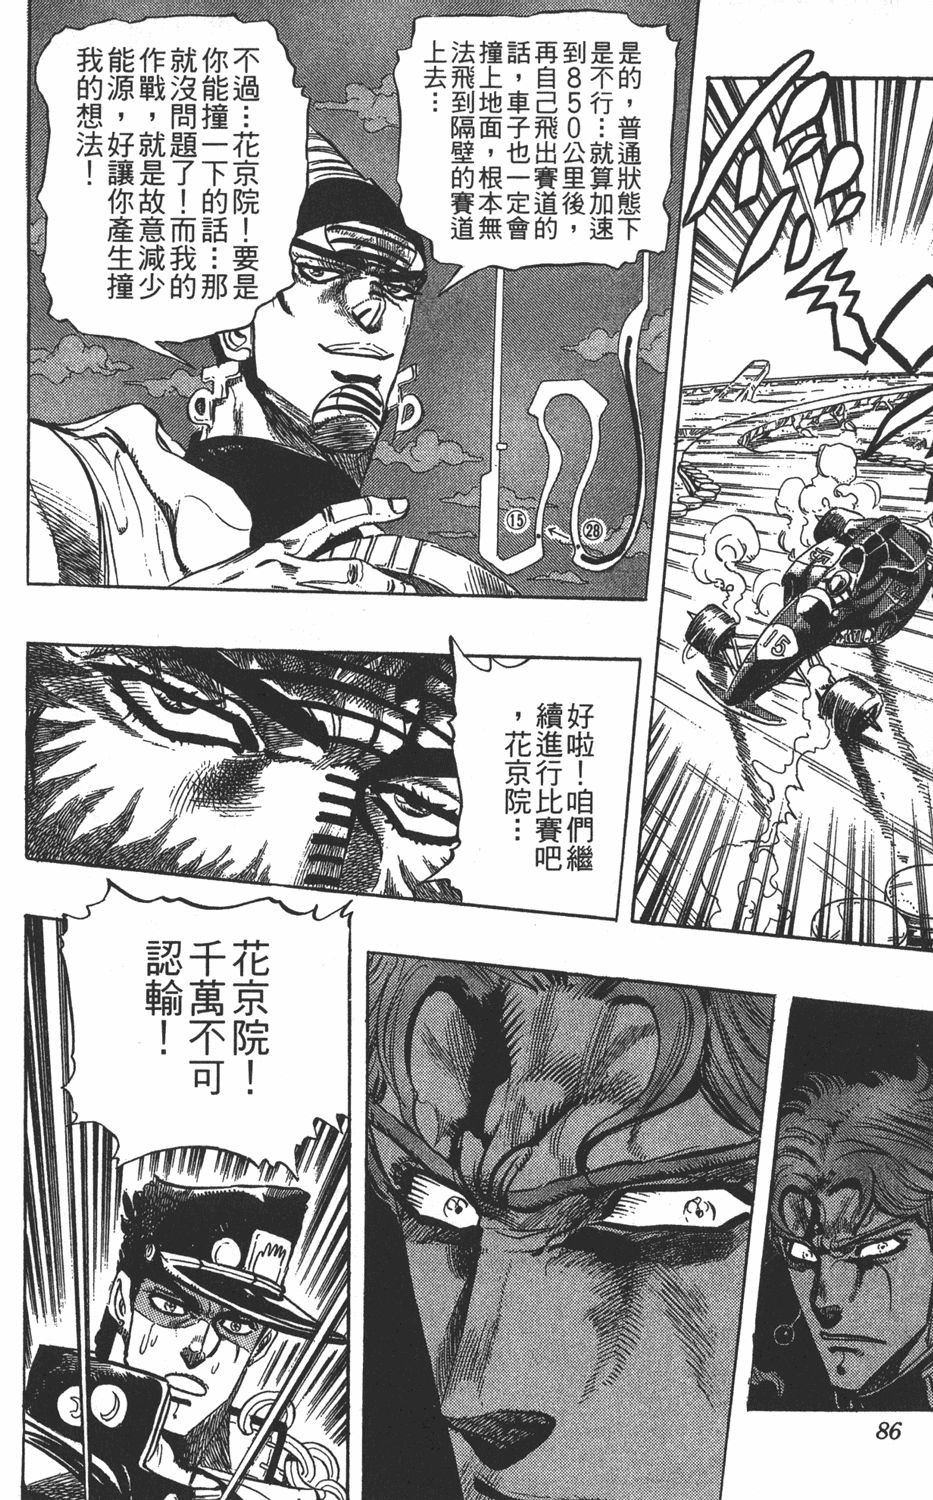 是的，普通狀態下
是不行…就算加速
到850公里後，
再自己飛出賽道的
話，車子也一定會
撞上地面，根本無
法飛到隔壁的賽道
上去…
不過…花京院！要是
你能撞一下的話…那
就沒問題了！而我的
作戰，就是故意減少
能源，好讓你產生撞
我的想法！
15
28
15
好啦！咱們繼
續進行比賽吧
，花京院…
花京院！
千萬不可
認輸！
86